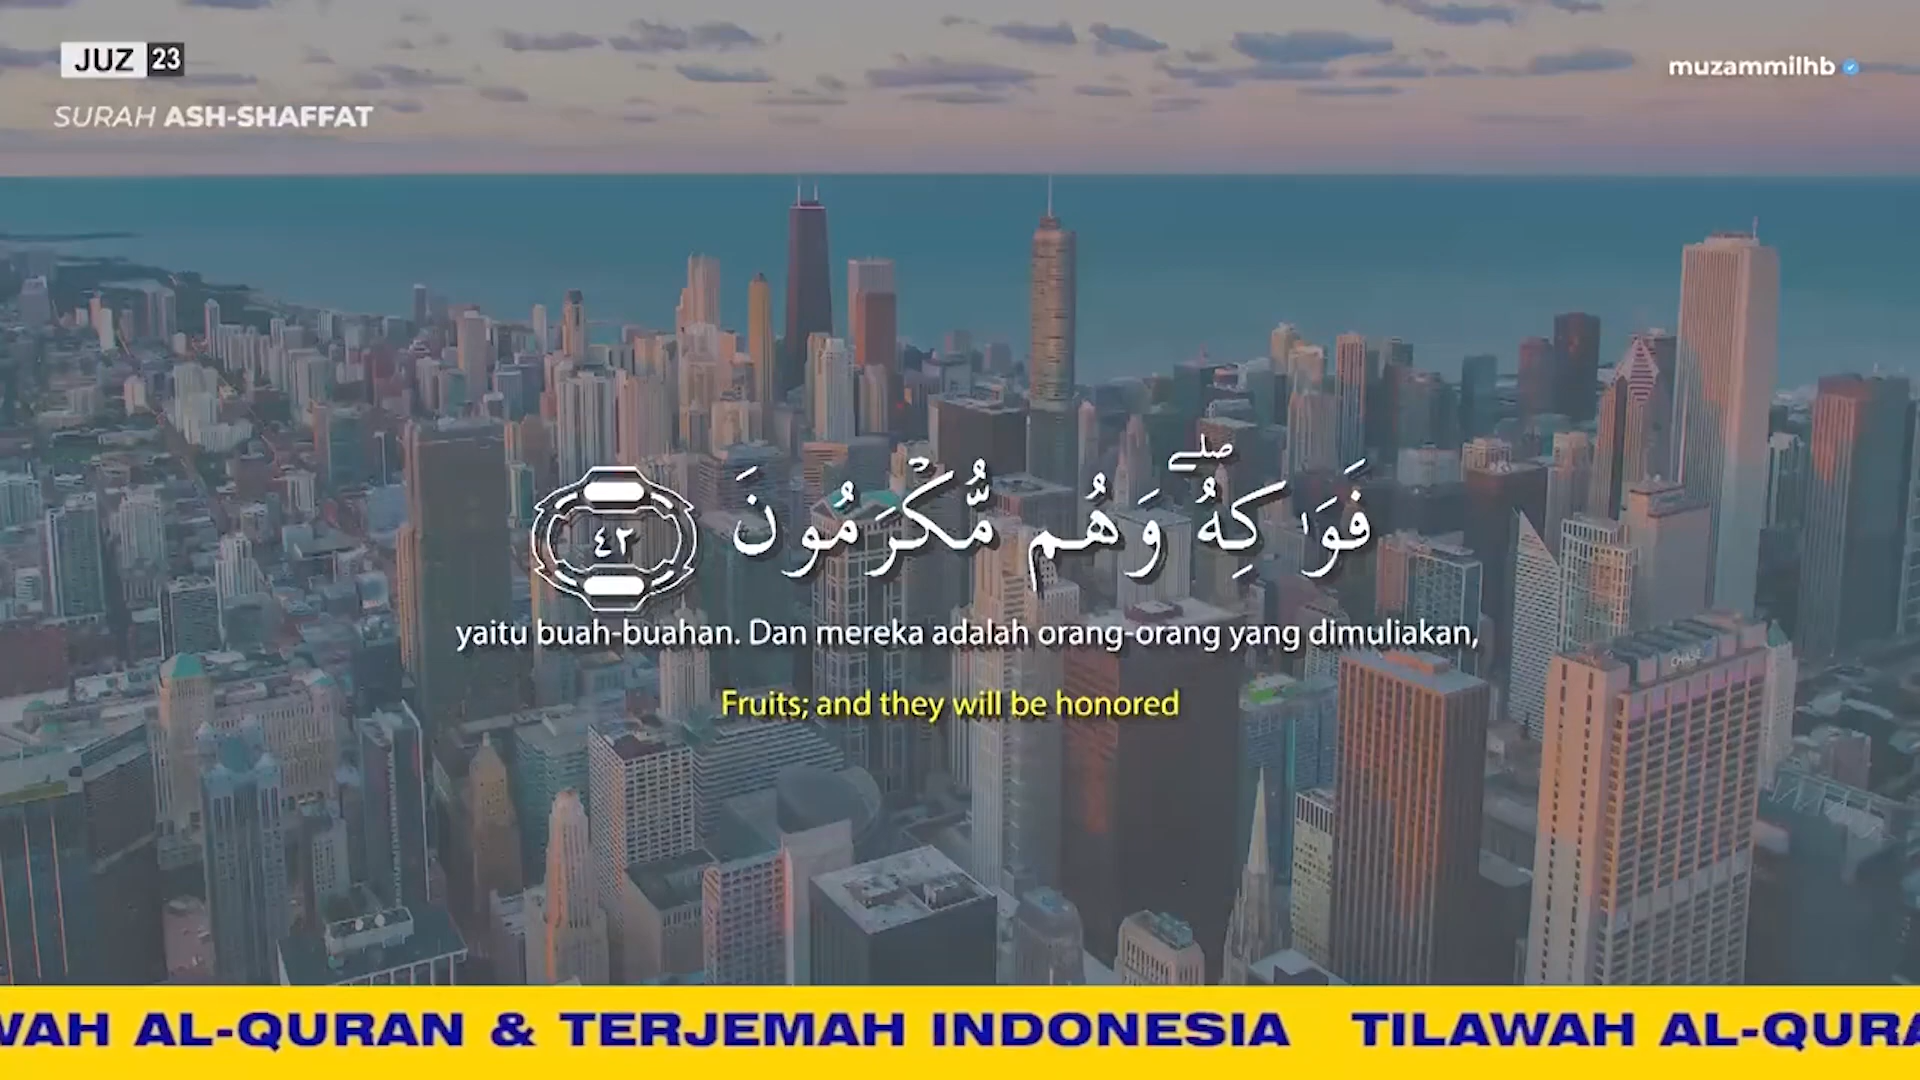 JUZ 23
muzammilhb
SURAH ASH-SHAFFAT
فَوَٰكِهُ ۖ وَهُم مُّكْرَمُونَ ٤٢
yaitu buah-buahan. Dan mereka adalah orang-orang yang dimuliakan,
Fruits; and they will be honored
CHASE
WAH AL-QURAN & TERJEMAH INDONESIA TILAWAH AL-QURA